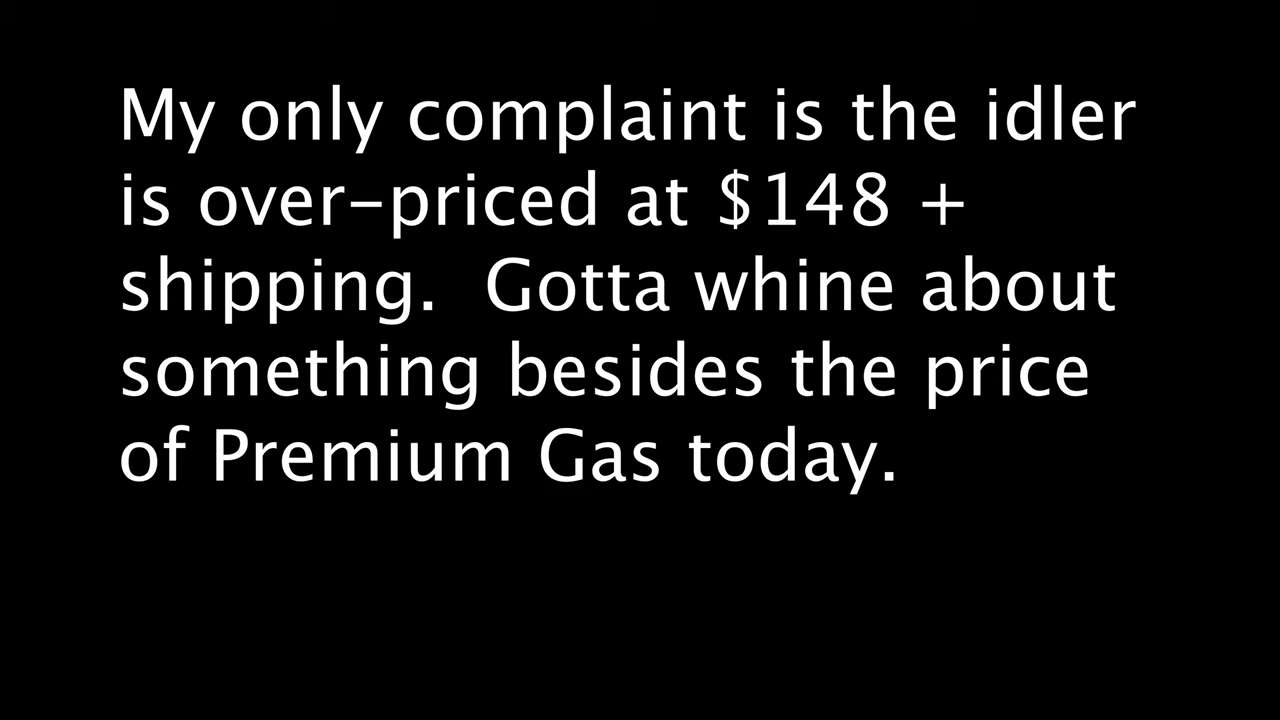 My only complaint is the idler
is over-priced at $148 +
shipping.  Gotta whine about
something besides the price
of Premium Gas today.